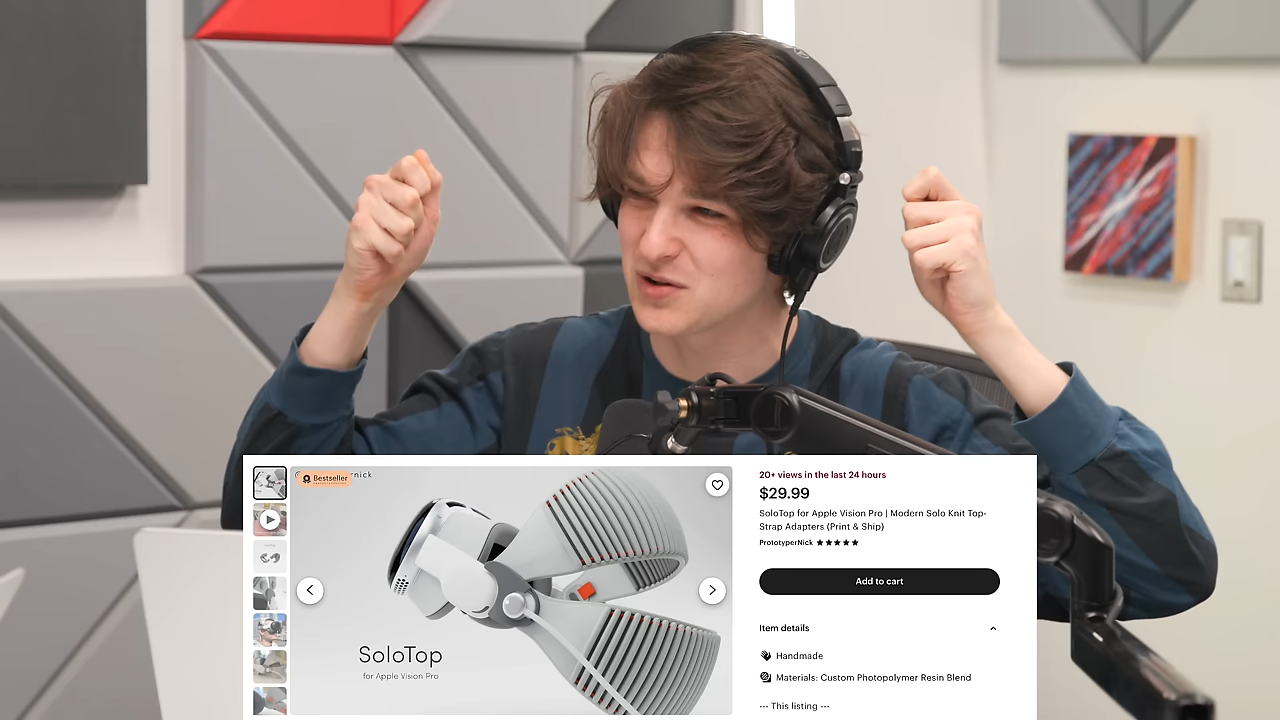 Bestseller
rnick
SoloTop
for Apple Vision Pro
20+ views in the last 24 hours
$29.99
SoloTop for Apple Vision Pro | Modern Solo Knit Top-
Strap Adapters (Print & Ship)
PrototyperNick ★★★★★
Add to cart
Item details
Handmade
Materials: Custom Photopolymer Resin Blend
--- This listing ---